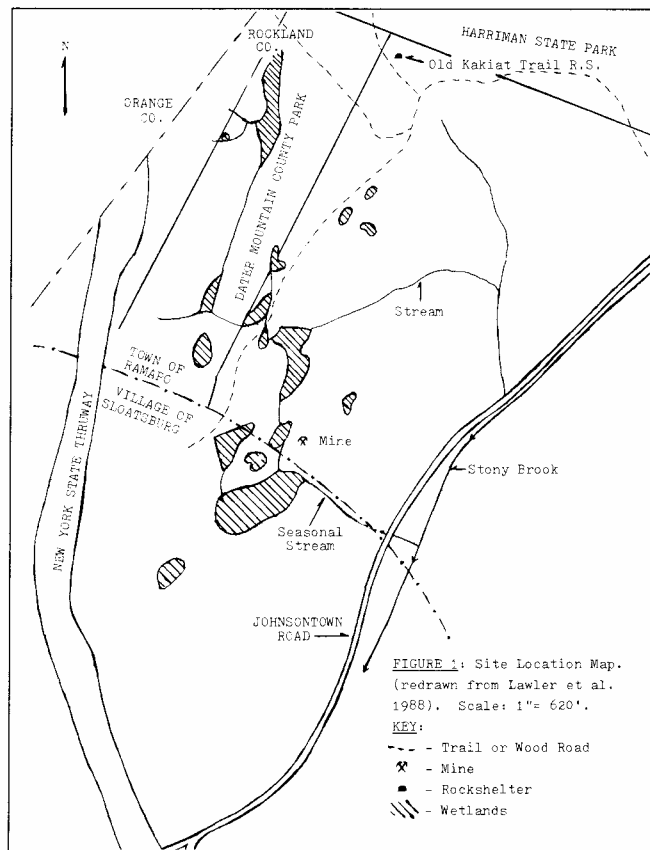 N
ROCKLAND
CO.
HARRIMAN STATE PARK
Old Kakiat Trail R.S.
ORANGE
CO.
DATER MOUNTAIN COUNTY PARK
Stream
TOWN OF
RAMAPO
VILLAGE OF
SLOATSBURG
Mine
NEW YORK STATE THRUWAY
Stony Brook
Seasonal
Stream
JOHNSONTOWN
ROAD
FIGURE 1: Site Location Map.
(redrawn from Lawler et al.
1988). Scale: 1"= 620'.
KEY:
- Trail or Wood Road
- Mine
- Rockshelter
- Wetlands